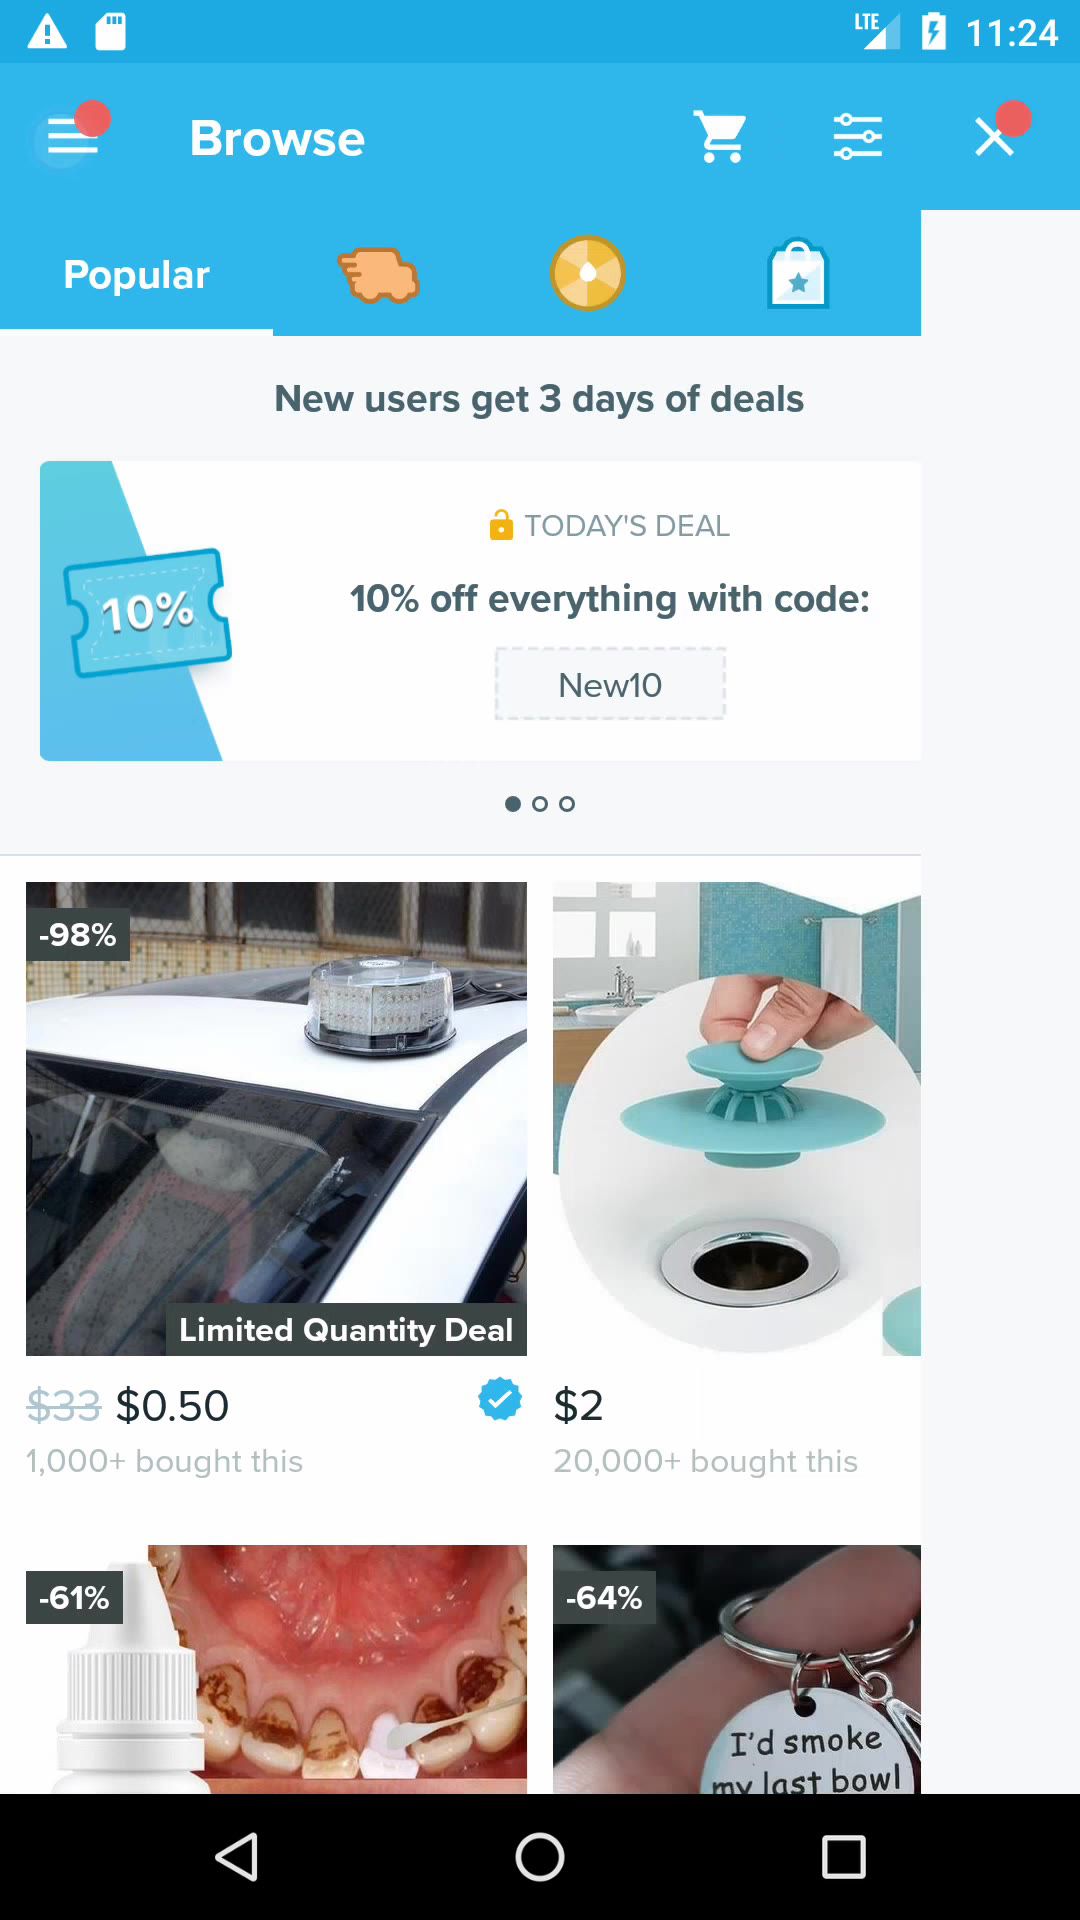 LTE 11:24
Browse
Popular
New users get 3 days of deals
TODAY'S DEAL
10% off everything with code:
10%
New10
-98%
Limited Quantity Deal
$33 $0.50
$2
1,000+ bought this
20,000+ bought this
-61%
-64%
I'd smoke
my last bowl